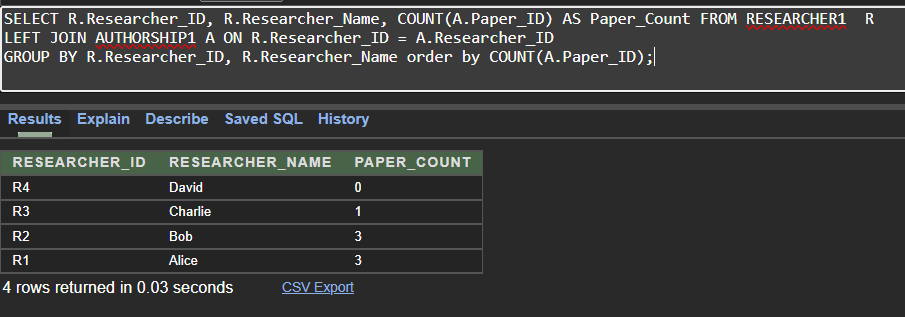 SELECT R.Researcher_ID, R.Researcher_Name, COUNT(A.Paper_ID) AS Paper_Count FROM RESEARCHER1  R
LEFT JOIN AUTHORSHIP1 A ON R.Researcher_ID = A.Researcher_ID
GROUP BY R.Researcher_ID, R.Researcher_Name order by COUNT(A.Paper_ID);
Results Explain Describe Saved SQL History
RESEARCHER_ID RESEARCHER_NAME PAPER_COUNT
R4 David 0
R3 Charlie 1
R2 Bob 3
R1 Alice 3
4 rows returned in 0.03 seconds CSV Export